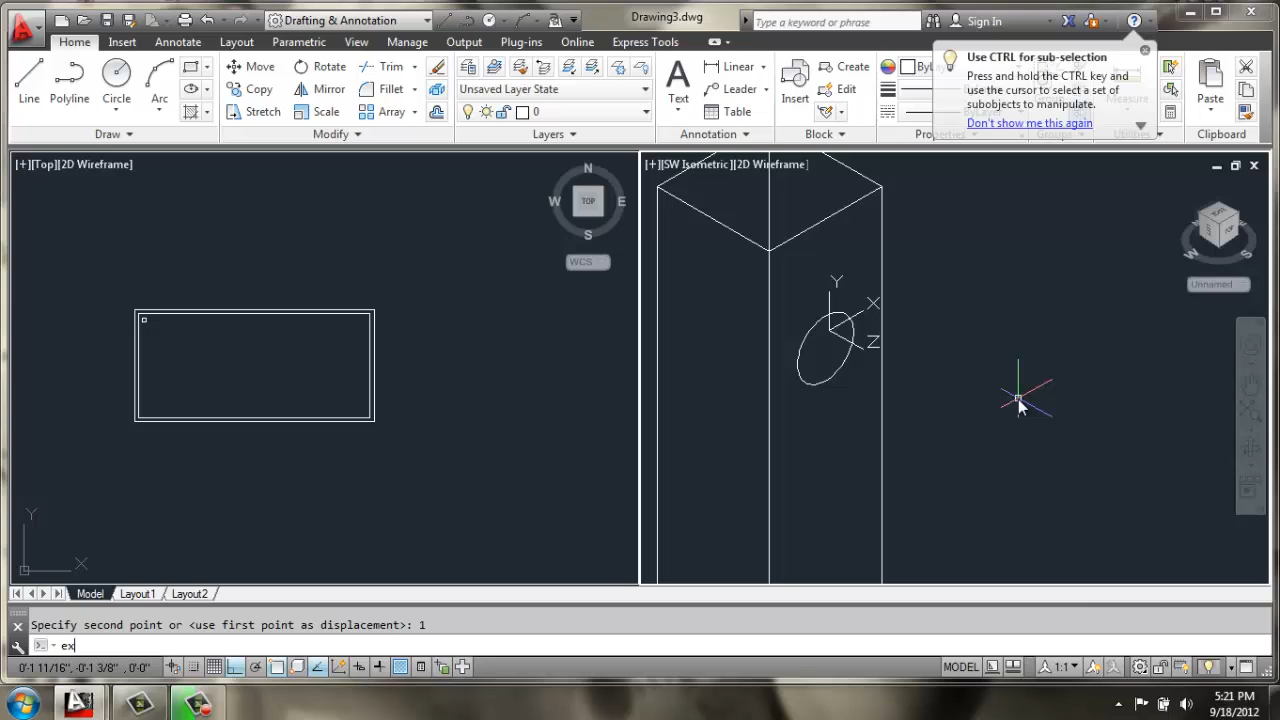 Drafting & Annotation
Drawing3.dwg
Type a keyword or phrase
Sign In
Home Insert Annotate Layout Parametric View Manage Output Plug-ins Online Express Tools
Line
Polyline
Circle
Arc
Draw
Move Rotate Trim
Copy Mirror Fillet
Stretch Scale Array
Modify
Unsaved Layer State
0
Layers
Text
Linear
Leader
Table
Annotation
Insert
Create
Edit
Block
Paste
Clipboard
Use CTRL for sub-selection
Press and hold the CTRL key and
use the cursor to select a set of
subobjects to manipulate.
Don't show me this again
[+][Top][2D Wireframe]
N
W TOP E
S
WCS
Y
X
[+][SW Isometric][2D Wireframe]
Y
X
Z
W S
Unnamed
Model Layout1 Layout2
Specify second point or <use first point as displacement>: 1
ex
0'-1 11/16", -0'-1 3/8" , 0'-0"
MODEL
1:1
5:21 PM
9/18/2012